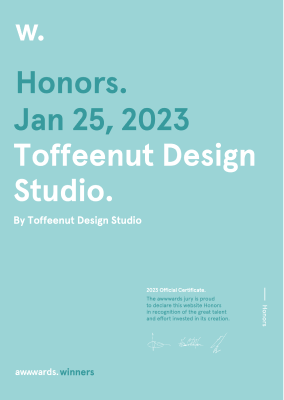 w.
Honors.
Jan 25, 2023
Toffeenut Design
Studio.
By Toffeenut Design Studio
2023 Official Certificate.
The awwwards jury is proud
to declare this website Honors
in recognition of the great talent
and effort invested in its creation.
Honors
awwwards.winners